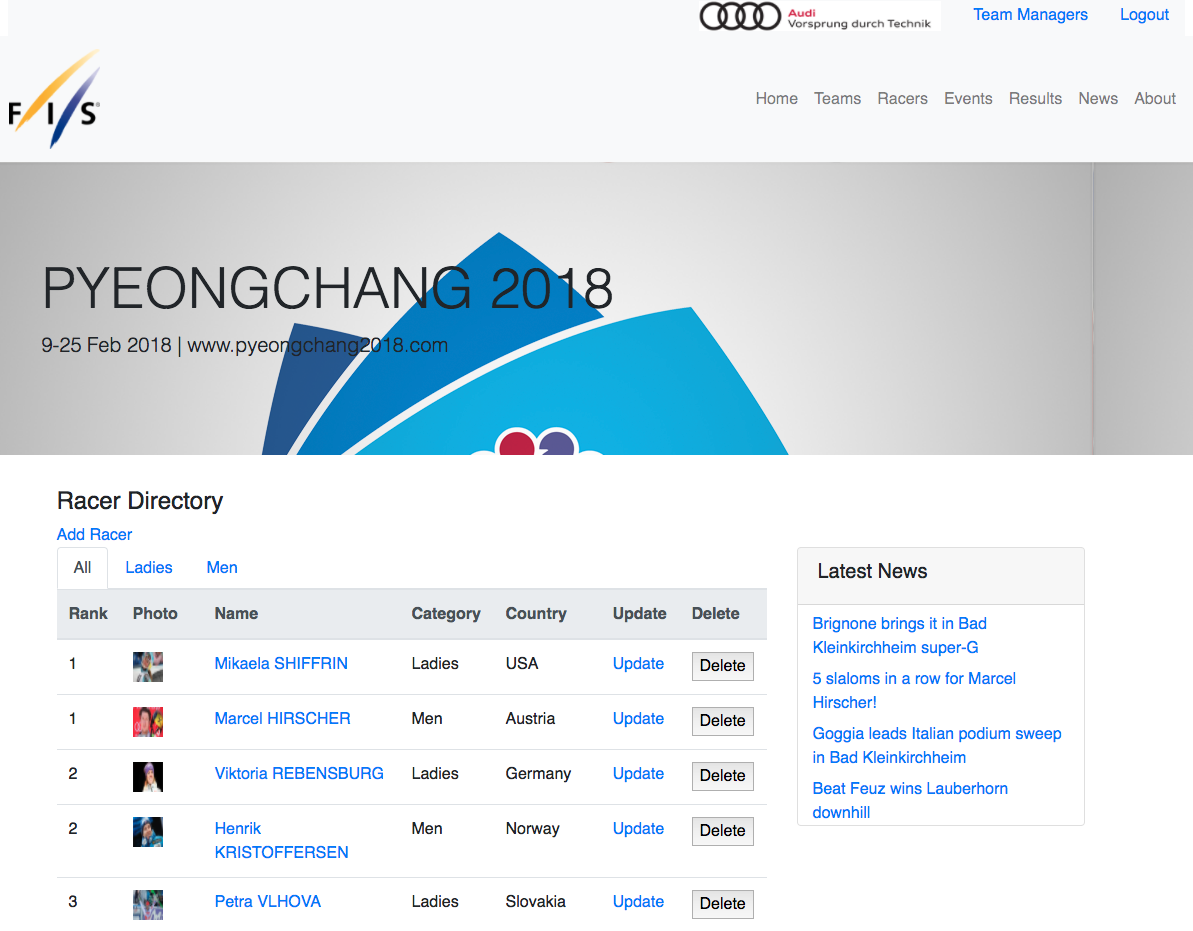 Audi
Vorsprung durch Technik
Team Managers Logout
F I S
Home Teams Racers Events Results News About
PYEONGCHANG 2018
9-25 Feb 2018 | www.pyeongchang2018.com
Racer Directory
Add Racer
All Ladies Men
Rank Photo Name Category Country Update Delete
1 Mikaela SHIFFRIN Ladies USA Update Delete
1 Marcel HIRSCHER Men Austria Update Delete
2 Viktoria REBENSBURG Ladies Germany Update Delete
2 Henrik Men Norway Update Delete
KRISTOFFERSEN
3 Petra VLHOVA Ladies Slovakia Update Delete
Latest News
Brignone brings it in Bad
Kleinkirchheim super-G
5 slaloms in a row for Marcel
Hirscher!
Goggia leads Italian podium sweep
in Bad Kleinkirchheim
Beat Feuz wins Lauberhorn
downhill